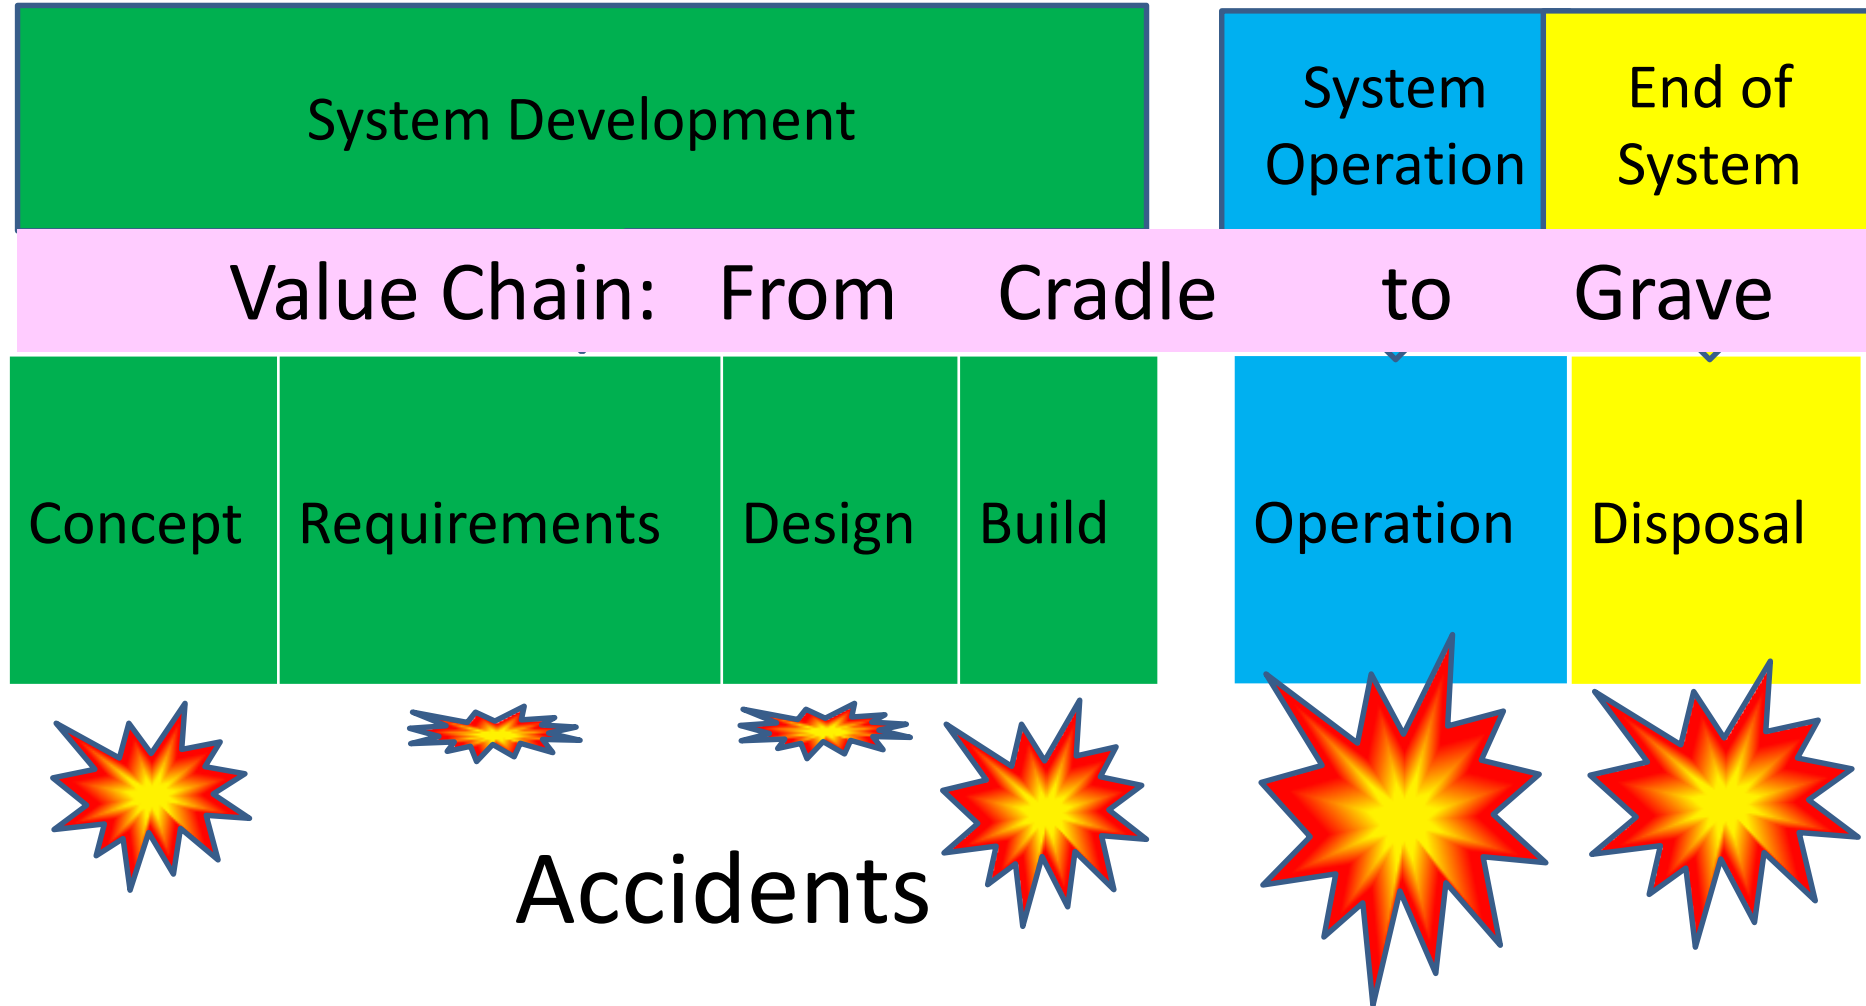 System Development
System
Operation
End of
System
Value Chain: From Cradle to Grave
Concept
Requirements
Design
Build
Operation
Disposal
Accidents